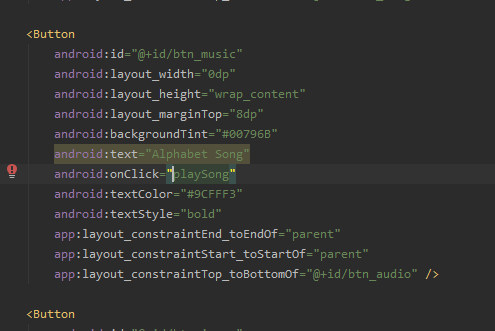 <Button
android:id="@+id/btn_music"
android:layout_width="0dp"
android:layout_height="wrap_content"
android:layout_marginTop="8dp"
android:backgroundTint="#00796B"
android:text="Alphabet Song"
android:onClick="playSong"
android:textColor="#9CFFF3"
android:textStyle="bold"
app:layout_constraintEnd_toEndOf="parent"
app:layout_constraintStart_toStartOf="parent"
app:layout_constraintTop_toBottomOf="@+id/btn_audio" />
<Button